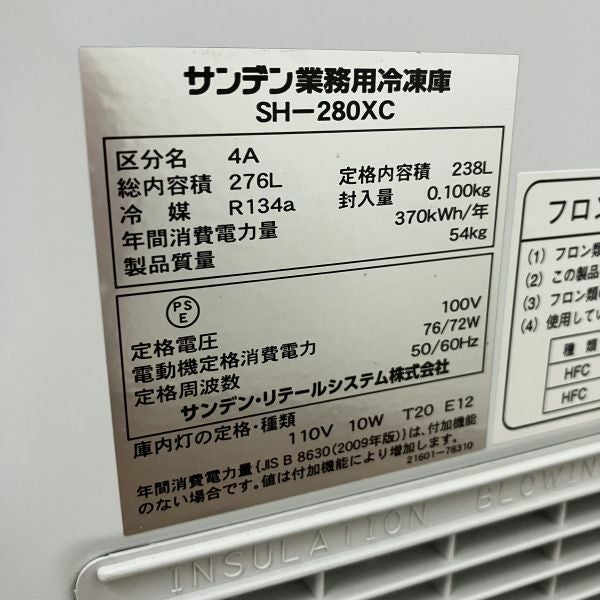 サンデン業務用冷凍庫
SH-280XC
区分名 4A
総内容積 276L 定格内容積 238L
冷媒 R134a 封入量 0.100kg
年間消費電力量 370kWh/年
製品質量 54kg
PS
E
定格電圧 100V
電動機定格消費電力 76/72W
定格周波数 50/60Hz
サンデン・リテールシステム株式会社
庫内灯の定格・種類 110V 10W T20 E12
年間消費電力量{JIS B 8630(2009年版)}は、付加機能
のない場合です。値は付加機能により増加します。
21601-78310
フロン
(1) フロン類
(2) この製品
(3) フロン類
(4) 使用してい
種類
HFC
HFC
INSULATION BLOWIN